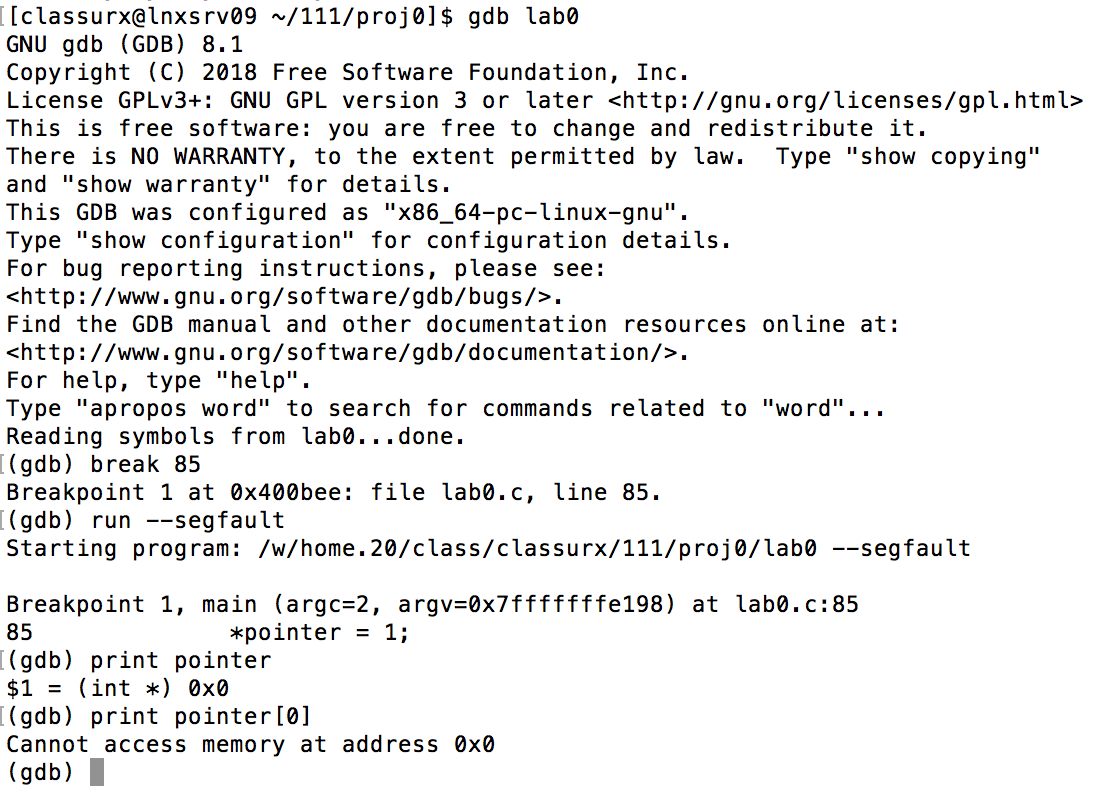 [[classurx@lnxsrv09 ~/111/proj0]$ gdb lab0
GNU gdb (GDB) 8.1
Copyright (C) 2018 Free Software Foundation, Inc.
License GPLv3+: GNU GPL version 3 or later <http://gnu.org/licenses/gpl.html>
This is free software: you are free to change and redistribute it.
There is NO WARRANTY, to the extent permitted by law.  Type "show copying"
and "show warranty" for details.
This GDB was configured as "x86_64-pc-linux-gnu".
Type "show configuration" for configuration details.
For bug reporting instructions, please see:
<http://www.gnu.org/software/gdb/bugs/>.
Find the GDB manual and other documentation resources online at:
<http://www.gnu.org/software/gdb/documentation/>.
For help, type "help".
Type "apropos word" to search for commands related to "word"...
Reading symbols from lab0...done.
[(gdb) break 85
Breakpoint 1 at 0x400bee: file lab0.c, line 85.
[(gdb) run --segfault
Starting program: /w/home.20/class/classurx/111/proj0/lab0 --segfault

Breakpoint 1, main (argc=2, argv=0x7fffffffe198) at lab0.c:85
85              *pointer = 1;
[(gdb) print pointer
$1 = (int *) 0x0
[(gdb) print pointer[0]
Cannot access memory at address 0x0
(gdb)